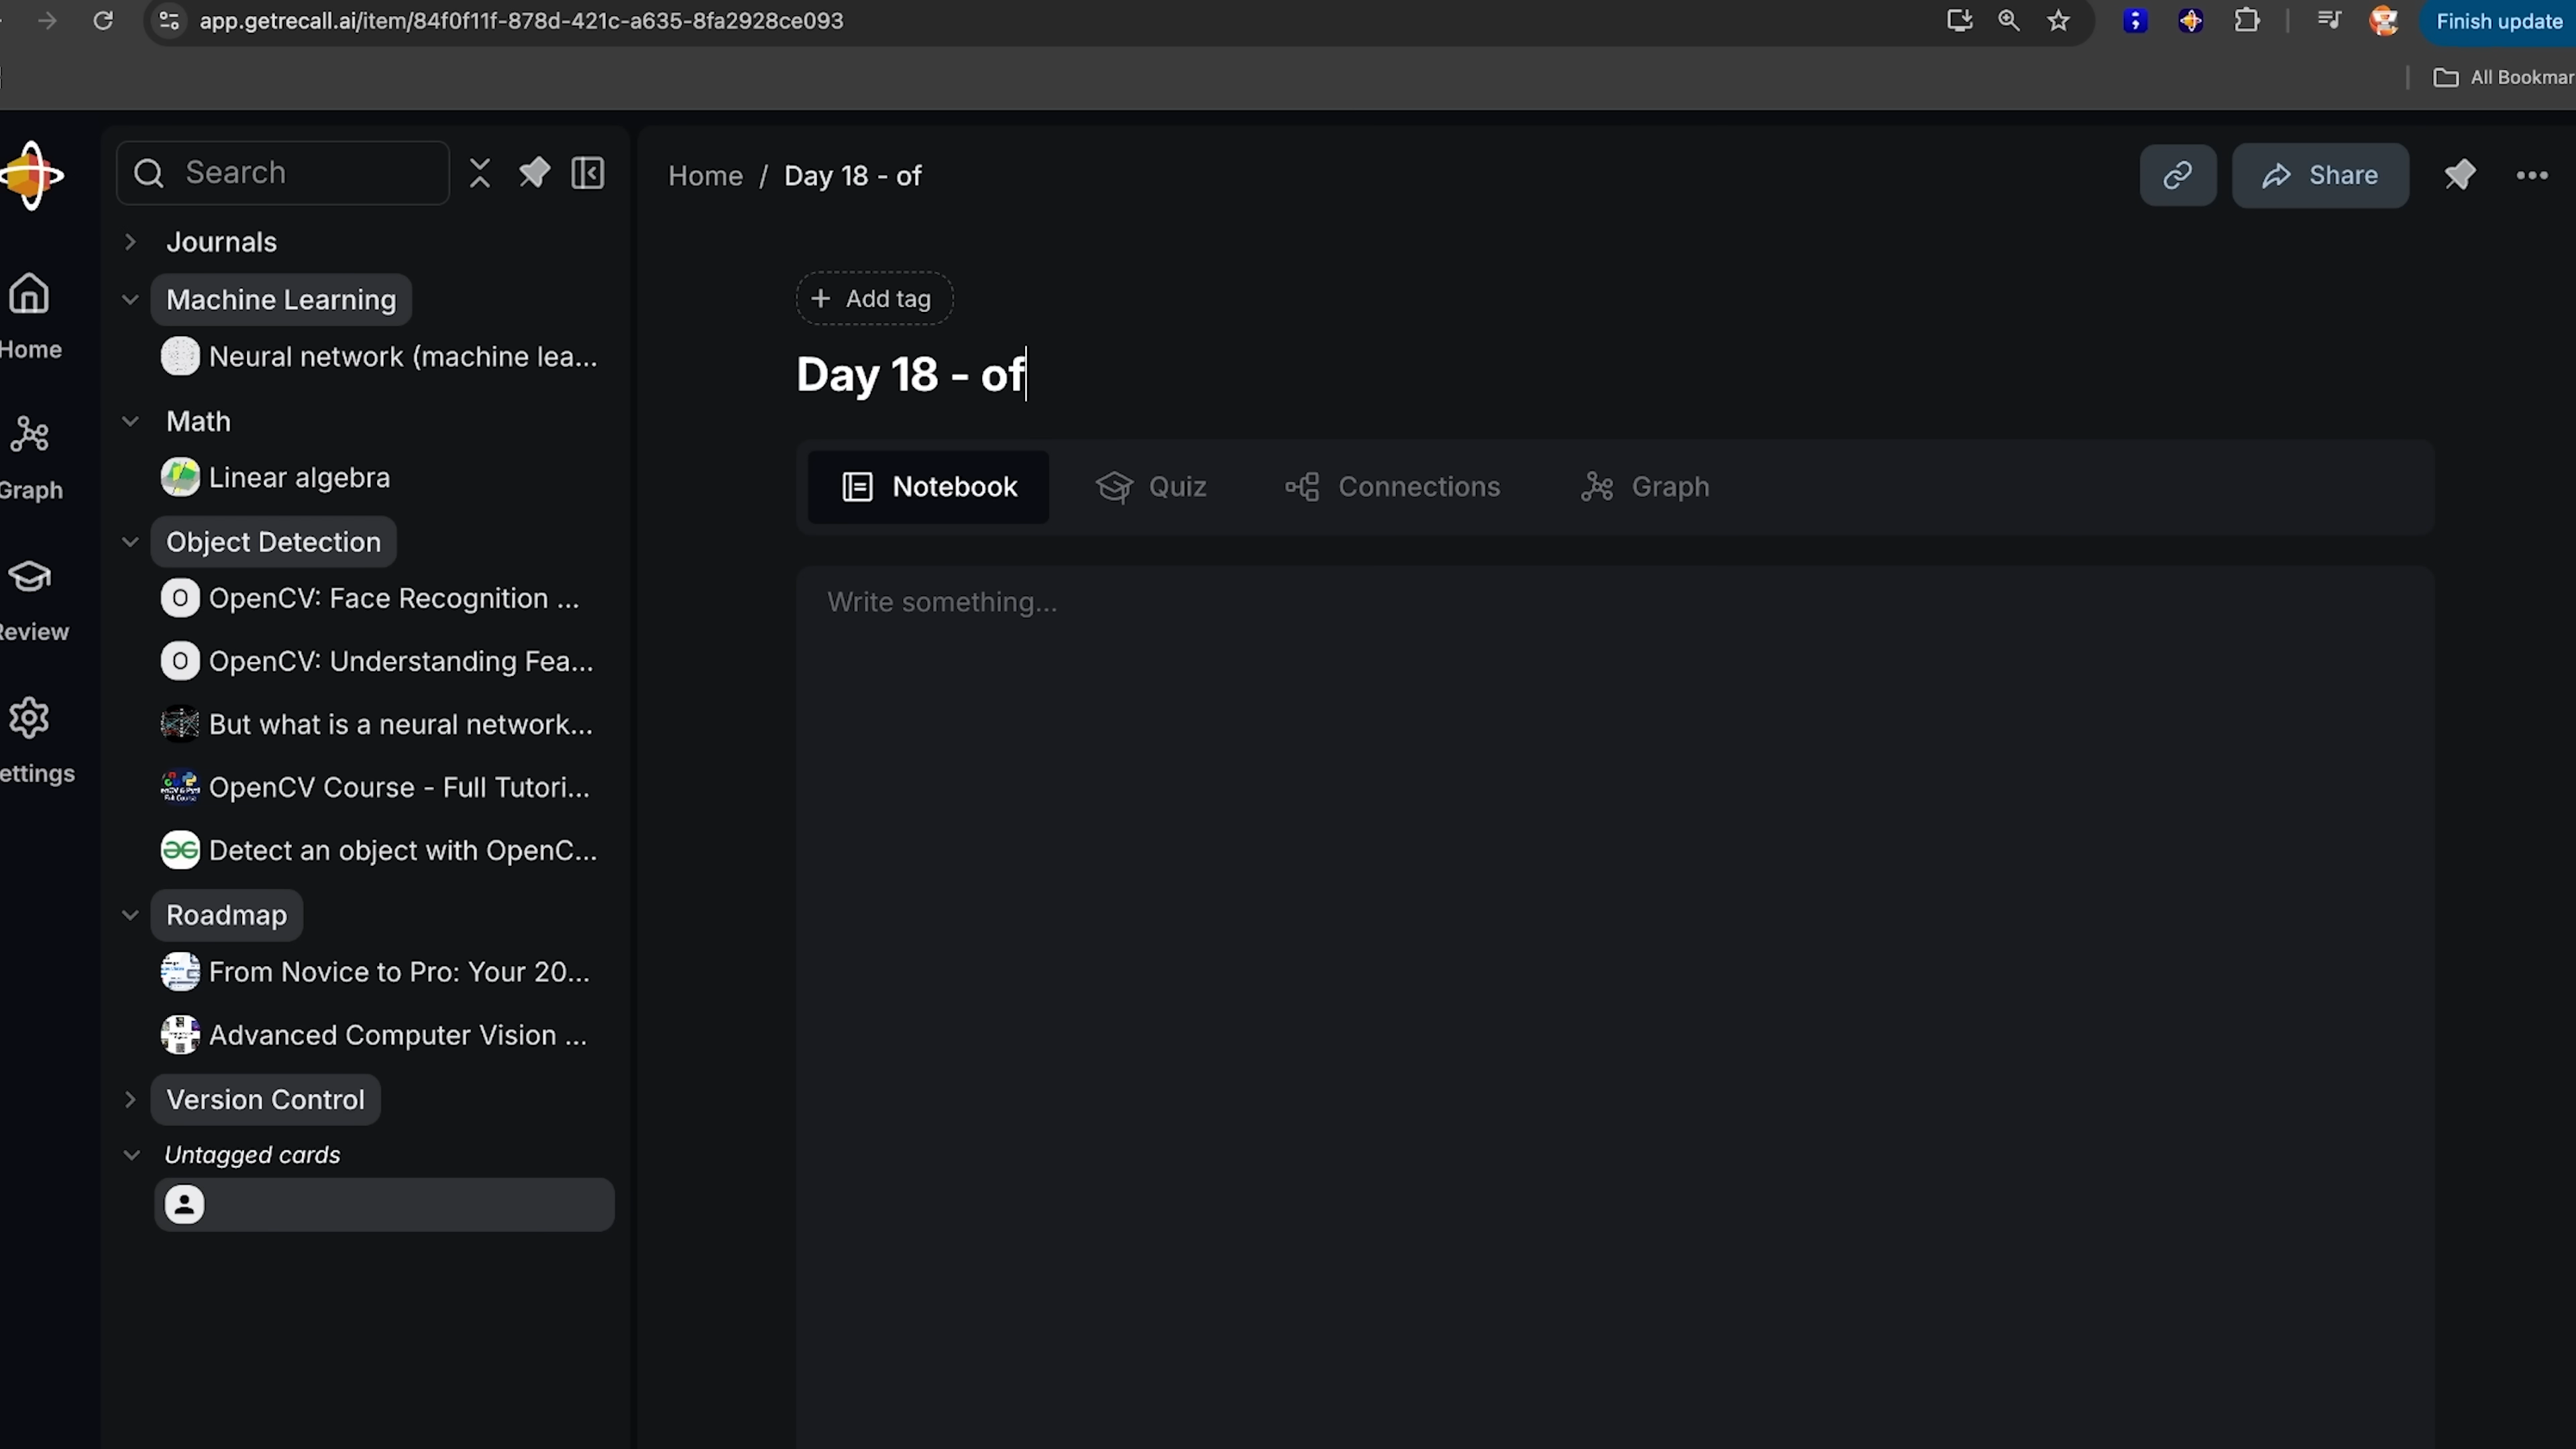 app.getrecall.ai/item/84f0f11f-878d-421c-a635-8fa2928ce093
Finish update
All Bookmar
Search
Home / Day 18 - of
Share
Journals
Machine Learning
Add tag
Home
Neural network (machine lea...
Day 18 - of
Math
Graph
Linear algebra
Notebook
Quiz
Connections
Graph
Object Detection
OpenCV: Face Recognition ...
Write something...
Review
OpenCV: Understanding Fea...
But what is a neural network...
ettings
OpenCV Course - Full Tutori...
Detect an object with OpenC...
Roadmap
From Novice to Pro: Your 20...
Advanced Computer Vision ...
Version Control
Untagged cards